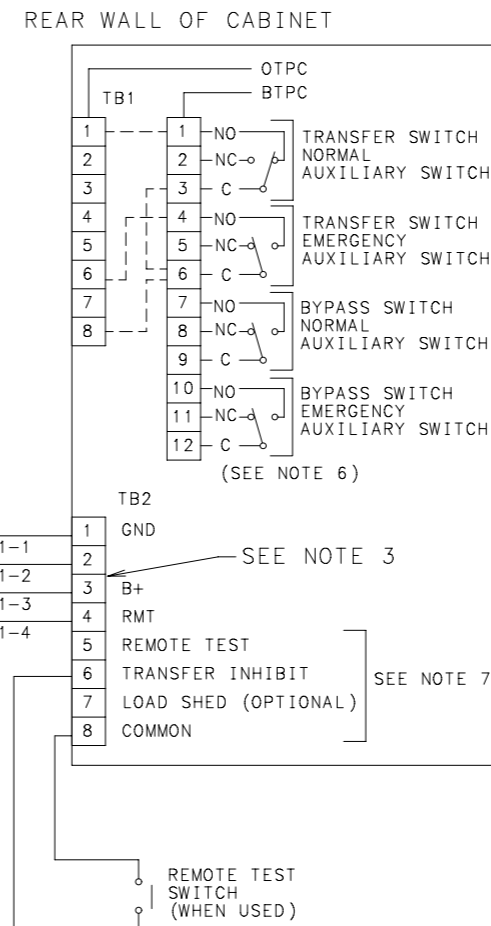 REAR WALL OF CABINET
OTPC
BTPC
TB1
1
2
3
4
5
6
7
8
1 NO
2 NC
3 C
TRANSFER SWITCH
NORMAL
AUXILIARY SWITCH
4 NO
5 NC
6 C
TRANSFER SWITCH
EMERGENCY
AUXILIARY SWITCH
7 NO
8 NC
9 C
BYPASS SWITCH
NORMAL
AUXILIARY SWITCH
10 NO
11 NC
12 C
BYPASS SWITCH
EMERGENCY
AUXILIARY SWITCH
(SEE NOTE 6)
TB2
1 GND
2
3 B+
4 RMT
5 REMOTE TEST
6 TRANSFER INHIBIT
7 LOAD SHED (OPTIONAL)
8 COMMON
1-1
1-2
1-3
1-4
SEE NOTE 3
SEE NOTE 7
REMOTE TEST
SWITCH
(WHEN USED)